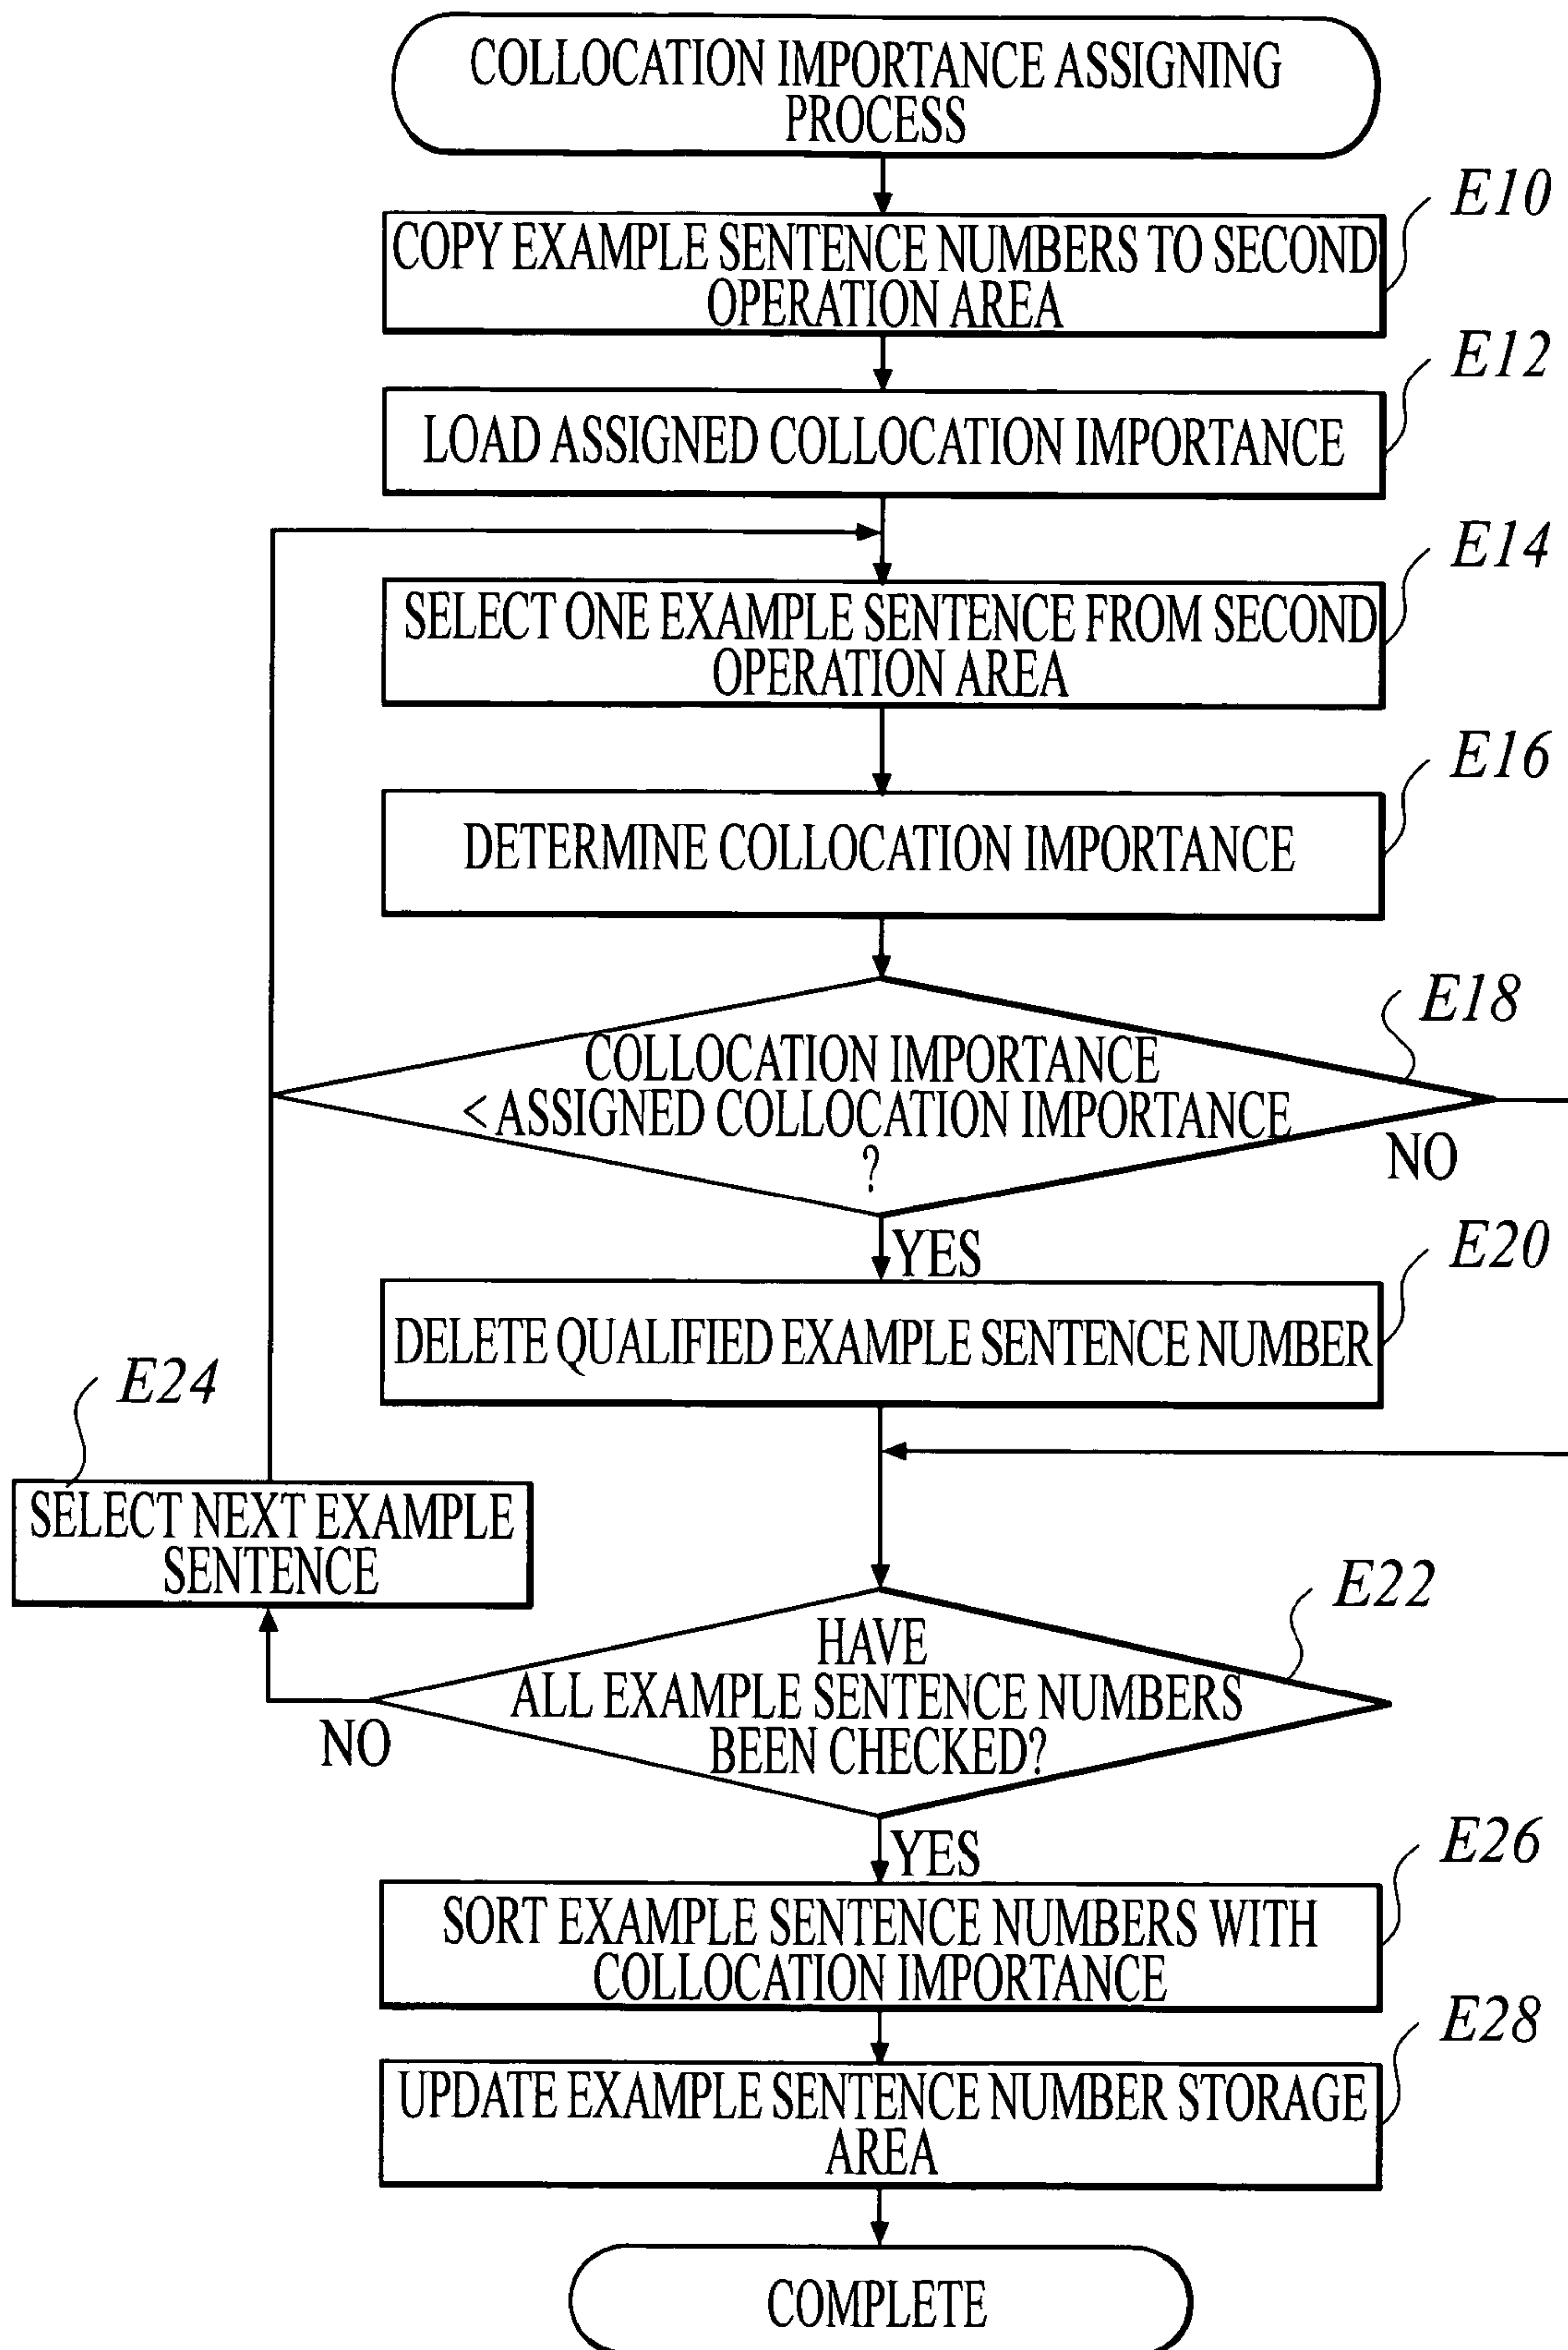 COLLOCATION IMPORTANCE ASSIGNING
PROCESS
E10
COPY EXAMPLE SENTENCE NUMBERS TO SECOND
OPERATION AREA
E12
LOAD ASSIGNED COLLOCATION IMPORTANCE
E14
SELECT ONE EXAMPLE SENTENCE FROM SECOND
OPERATION AREA
E16
DETERMINE COLLOCATION IMPORTANCE
E18
COLLOCATION IMPORTANCE
< ASSIGNED COLLOCATION IMPORTANCE
?
NO
YES
E20
DELETE QUALIFIED EXAMPLE SENTENCE NUMBER
E24
SELECT NEXT EXAMPLE
SENTENCE
E22
HAVE
ALL EXAMPLE SENTENCE NUMBERS
BEEN CHECKED?
NO
YES
E26
SORT EXAMPLE SENTENCE NUMBERS WITH
COLLOCATION IMPORTANCE
E28
UPDATE EXAMPLE SENTENCE NUMBER STORAGE
AREA
COMPLETE